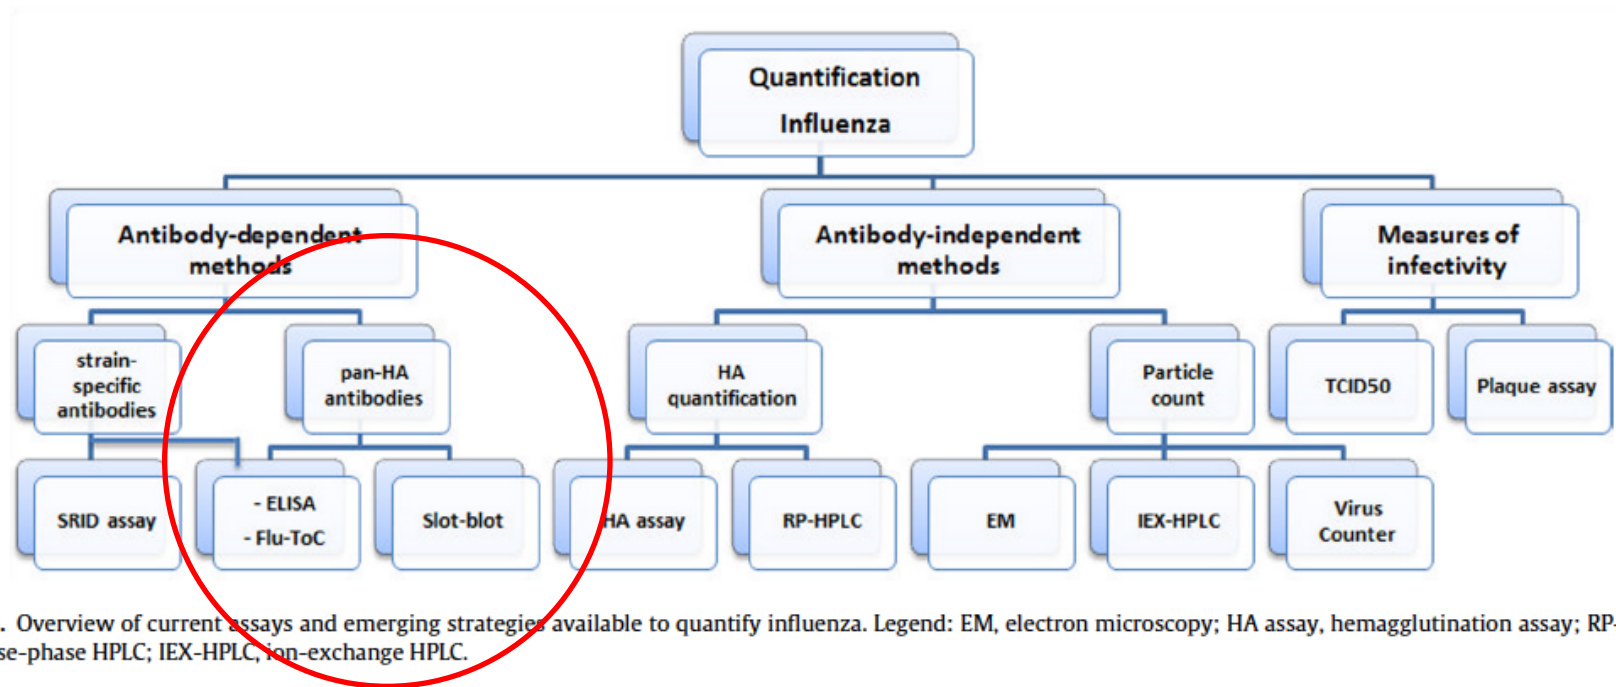 Quantification
Influenza
Antibody-dependent
methods
Antibody-independent
methods
Measures of
infectivity
strain-
specific
antibodies
pan-HA
antibodies
HA
quantification
Particle
count
TCID50
Plaque assay
SRID assay
- ELISA
- Flu-ToC
Slot-blot
HA assay
RP-HPLC
EM
IEX-HPLC
Virus
Counter
. Overview of current assays and emerging strategies available to quantify influenza. Legend: EM, electron microscopy; HA assay, hemagglutination assay; RP-
se-phase HPLC; IEX-HPLC, ion-exchange HPLC.